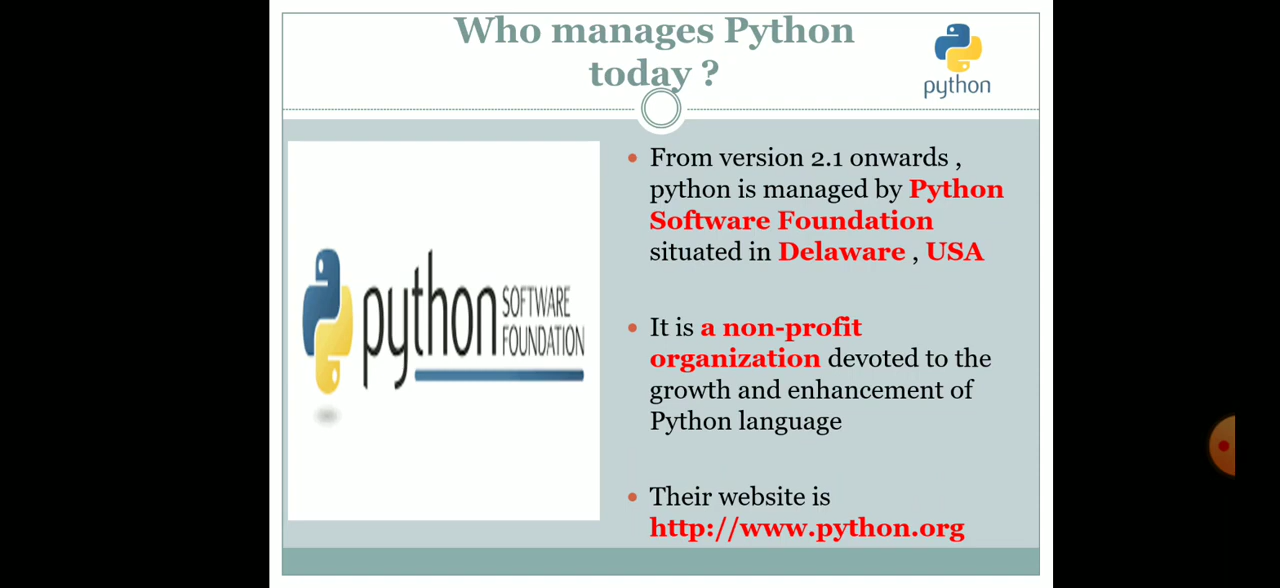 Who manages Python
today ?
python
From version 2.1 onwards ,
python is managed by Python
Software Foundation
situated in Delaware , USA
python SOFTWARE
FOUNDATION
It is a non-profit
organization devoted to the
growth and enhancement of
Python language
Their website is
http://www.python.org